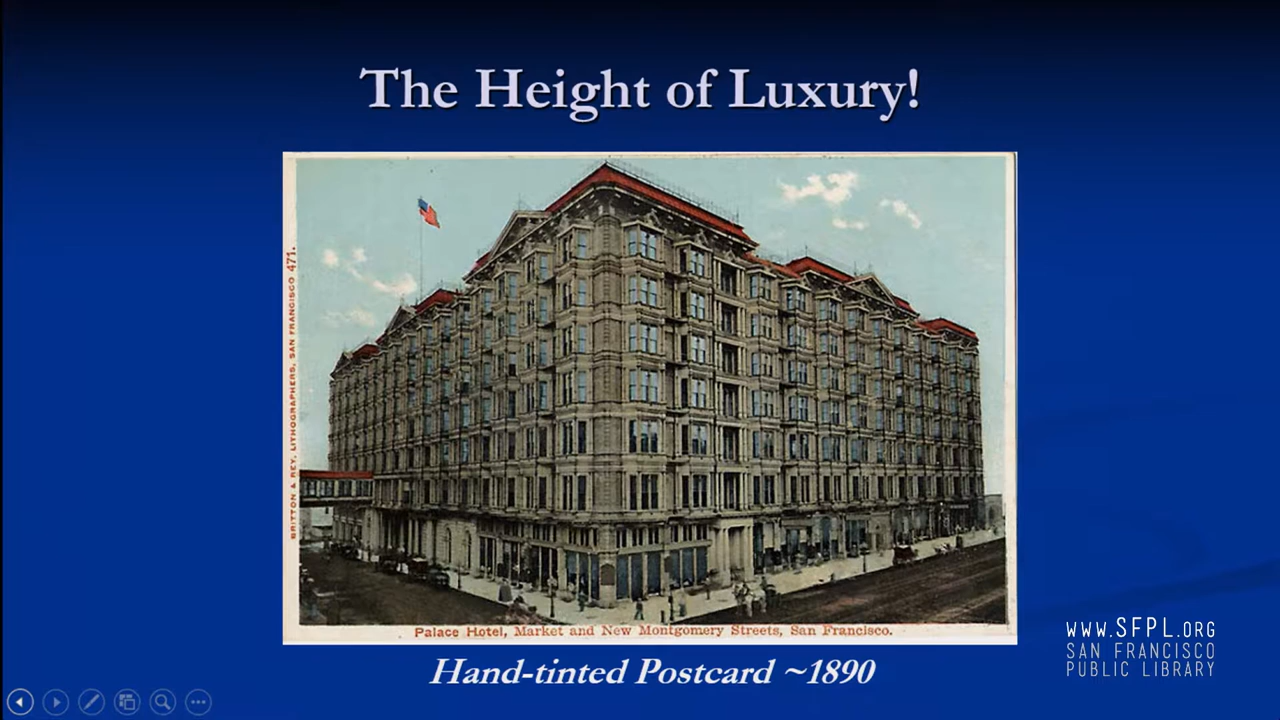 The Height of Luxury!
BRITTON & REY, LITHOGRAPHERS, SAN FRANCISCO 471.
Palace Hotel, Market and New Montgomery Streets, San Francisco.
Hand-tinted Postcard ~1890
WWW.SFPL.ORG
SAN FRANCISCO
PUBLIC LIBRARY